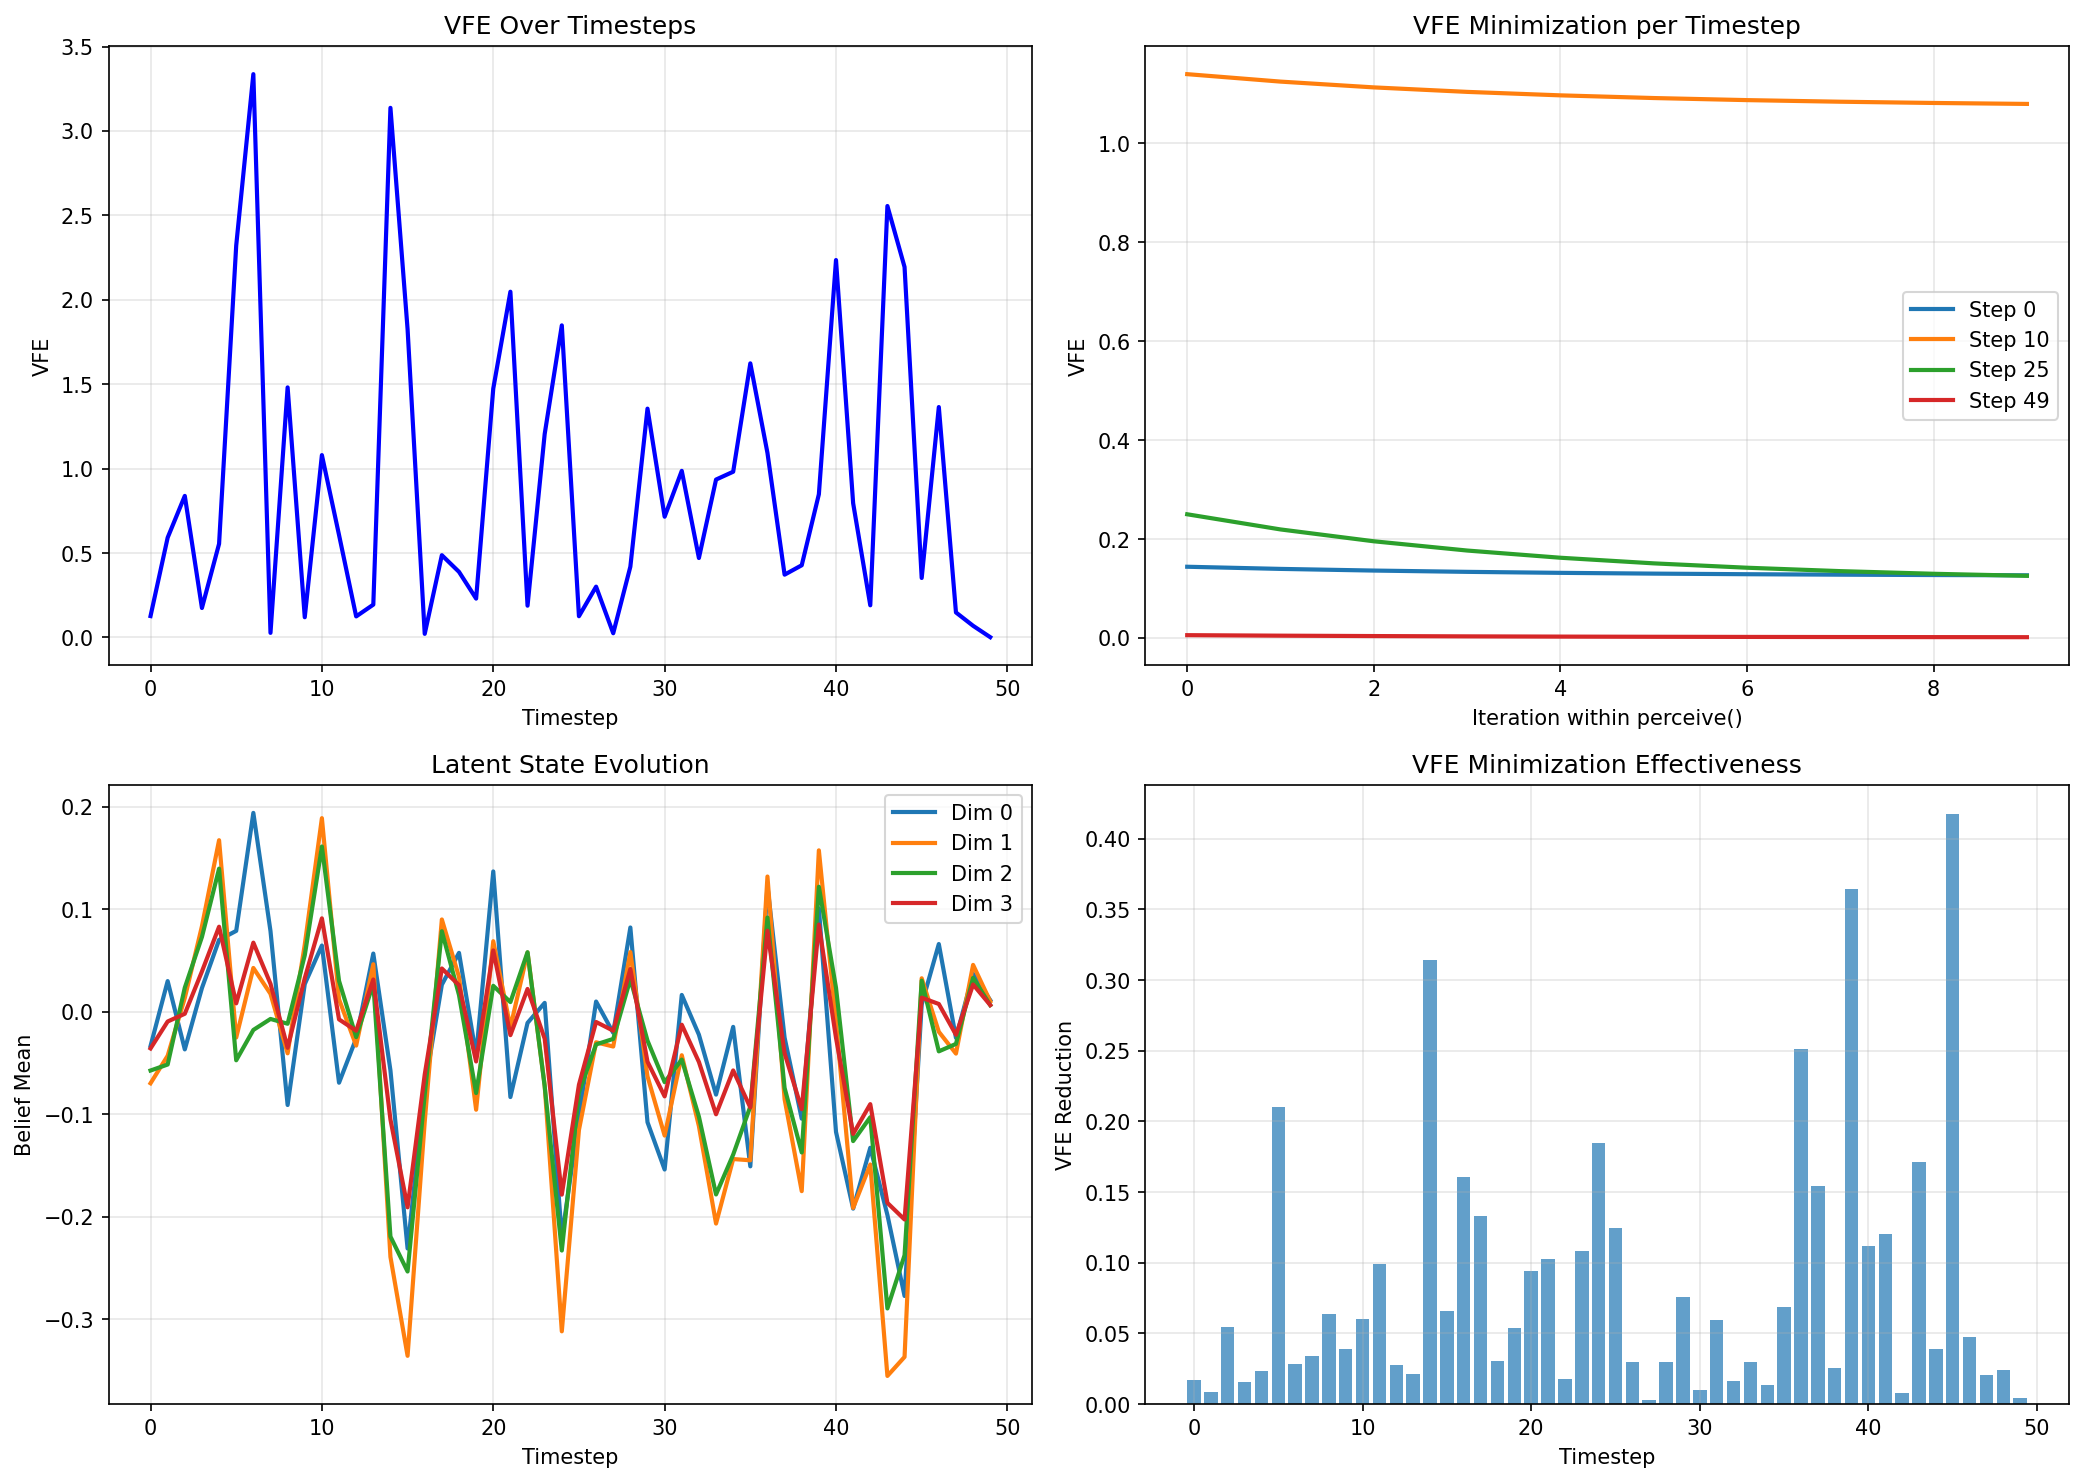 VFE Over Timesteps
3.5
3.0
2.5
2.0
1.5
1.0
0.5
0.0
VFE
0
10
20
30
40
50
Timestep
VFE Minimization per Timestep
1.0
0.8
0.6
0.4
0.2
0.0
VFE
Step 0
Step 10
Step 25
Step 49
0
2
4
6
8
Iteration within perceive()
Latent State Evolution
0.2
0.1
0.0
−0.1
−0.2
−0.3
Belief Mean
Dim 0
Dim 1
Dim 2
Dim 3
0
10
20
30
40
50
Timestep
VFE Minimization Effectiveness
0.40
0.35
0.30
0.25
0.20
0.15
0.10
0.05
0.00
VFE Reduction
0
10
20
30
40
50
Timestep